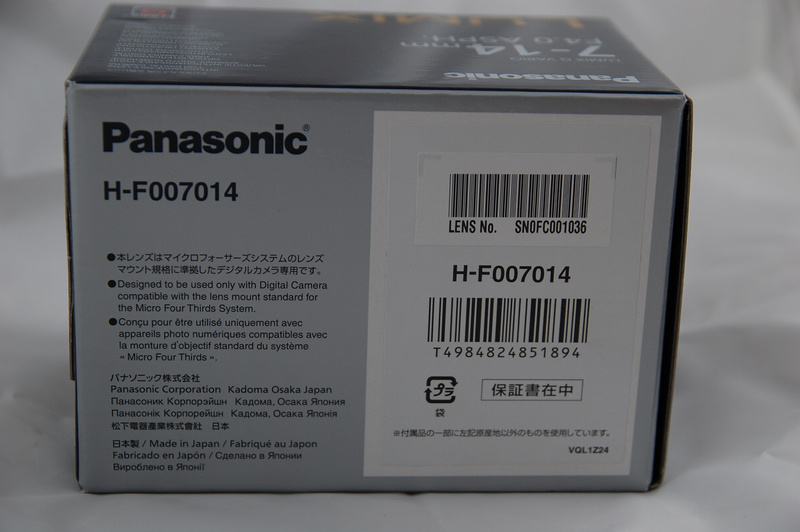 LUMIX
F4.0 ASPH.
7-14mm
LUMIX G VARIO
Panasonic
Panasonic®
H-F007014
●本レンズはマイクロフォーサーズシステムのレンズ
マウント規格に準拠したデジタルカメラ専用です。
●Designed to be used only with Digital Camera
compatible with the lens mount standard for
the Micro Four Thirds System.
●Conçu pour être utilisé uniquement avec
appareils photo numériques compatibles avec
la monture d'objectif standard du système
« Micro Four Thirds ».
パナソニック株式会社
Panasonic Corporation Kadoma Osaka Japan
Панасоник Корпорэйшн Кадома, Осака Япония
Панасонік Корпорейшн Кадома, Осака Японія
松下電器產業株式会社 日本
日本製 / Made in Japan / Fabriqué au Japon
Fabricado en Japón / Сделано в Японии
Вироблено в Японії
LENS No. SN0FC001036
H-F007014
T4984824851894
プラ
袋
保証書在中
※付属品の一部に左記原産地以外のものを使用しています。
VQL1Z24